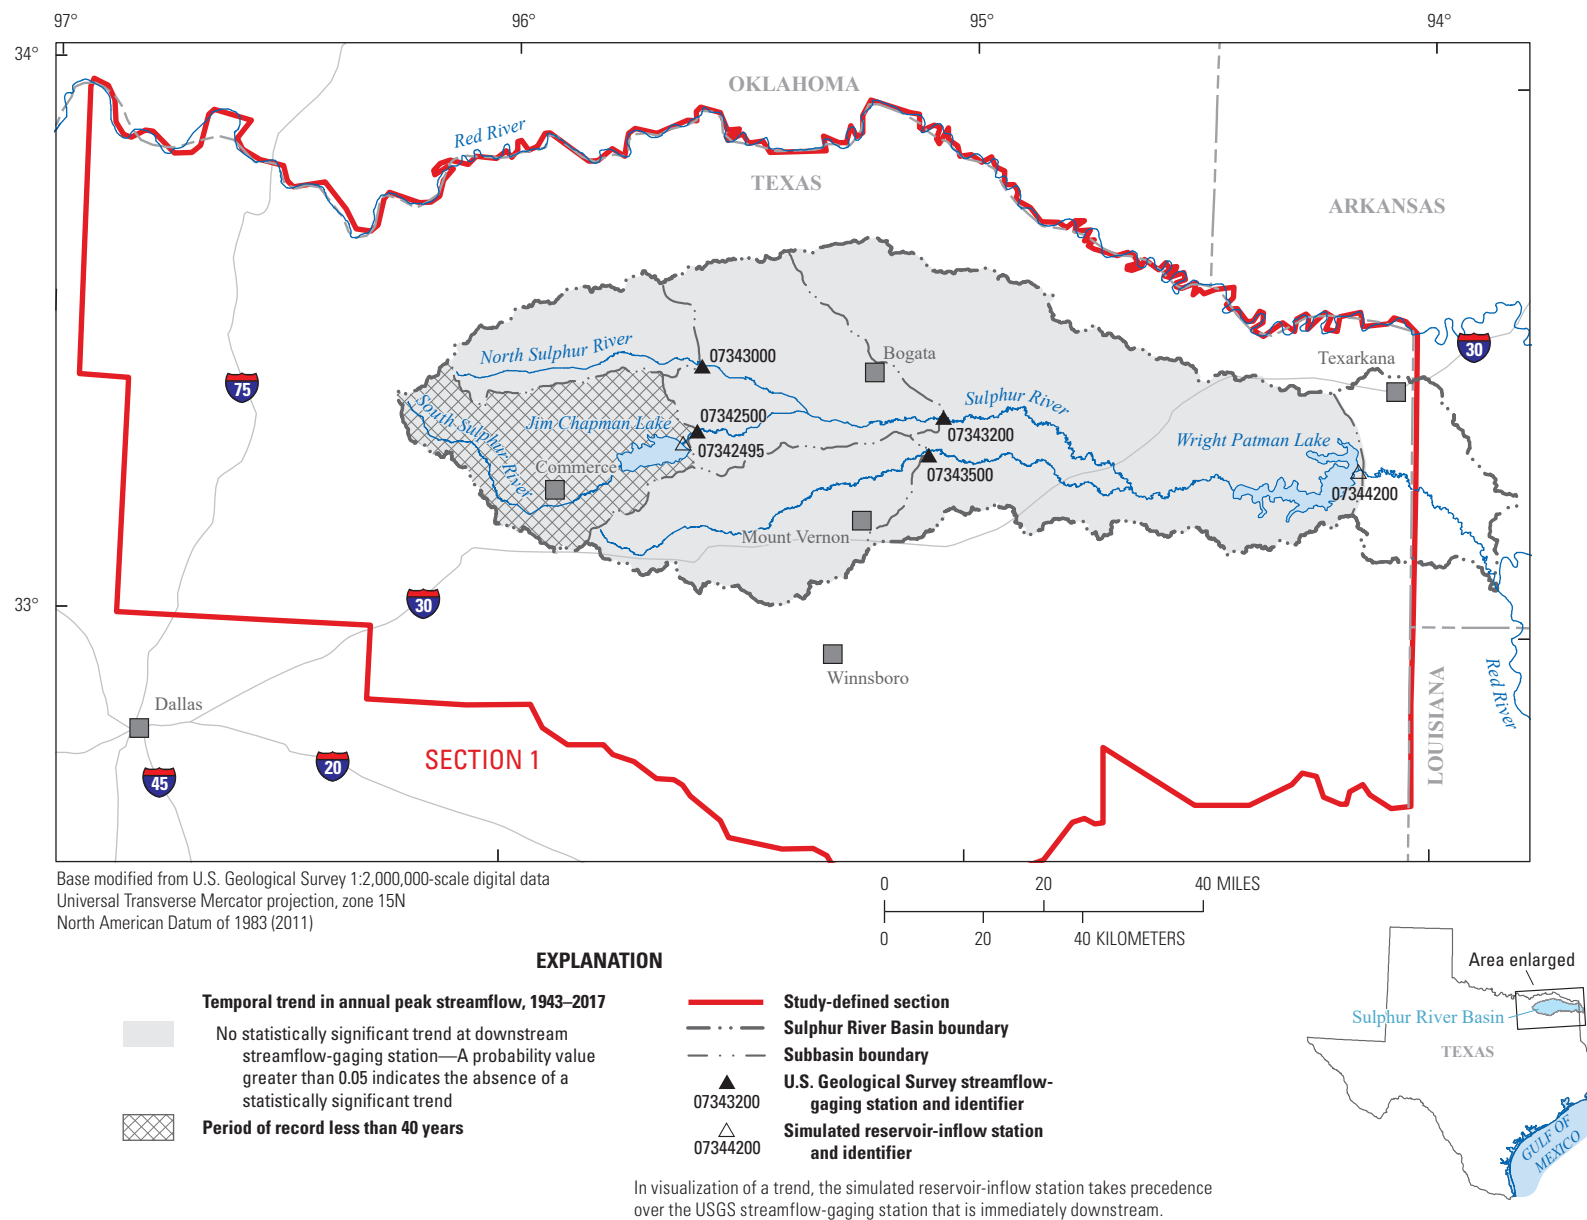 97°
96°
95°
94°
34°
OKLAHOMA
Red River
TEXAS
ARKANSAS
North Sulphur River
07343000
Bogata
Texarkana
30
75
South Sulphur River
Jim Chapman Lake
07342500
07342495
Sulphur River
07343200
Wright Patman Lake
Commerce
07343500
07344200
Mount Vernon
33°
30
Winnsboro
Dallas
LOUISIANA
Red River
SECTION 1
20
45
Base modified from U.S. Geological Survey 1:2,000,000-scale digital data
Universal Transverse Mercator projection, zone 15N
North American Datum of 1983 (2011)
0 20 40 MILES
0 20 40 KILOMETERS
EXPLANATION
Temporal trend in annual peak streamflow, 1943–2017
No statistically significant trend at downstream
streamflow-gaging station—A probability value
greater than 0.05 indicates the absence of a
statistically significant trend
Period of record less than 40 years
Study-defined section
Sulphur River Basin boundary
Subbasin boundary
07343200
U.S. Geological Survey streamflow-
gaging station and identifier
07344200
Simulated reservoir-inflow station
and identifier
In visualization of a trend, the simulated reservoir-inflow station takes precedence
over the USGS streamflow-gaging station that is immediately downstream.
Area enlarged
Sulphur River Basin
TEXAS
GULF OF
MEXICO